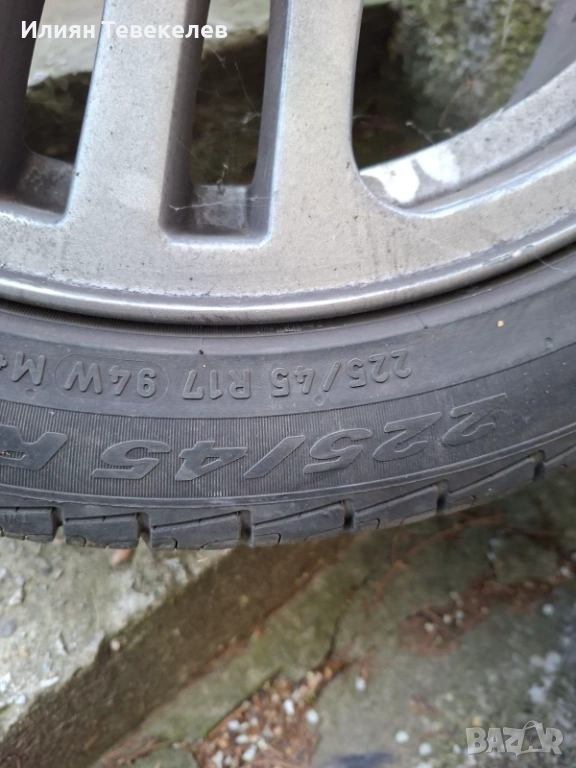 Илиян Тевекелев
225/45 R17 94W M+
225/45 R
BAZAR